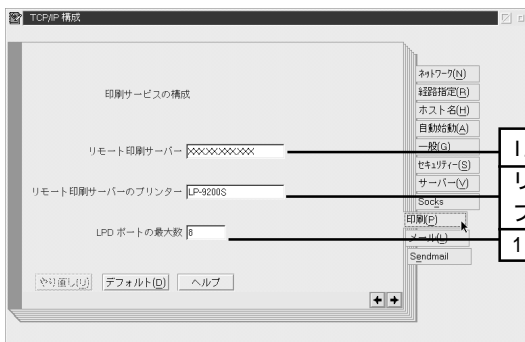 TCP/IP 構成
印刷サービスの構成
リモート印刷サーバー XXXXXXXXXX
リモート印刷サーバーのプリンター LP-9200S
LPD ポートの最大数 8
やり直し(U) デフォルト(D) ヘルプ
ネットワーク(N)
経路指定(R)
ホスト名(H)
自動始動(A)
一般(G)
セキュリティー(S)
サーバー(V)
Socks
印刷(P)
メール(L)
Sendmail
リ
プ
1